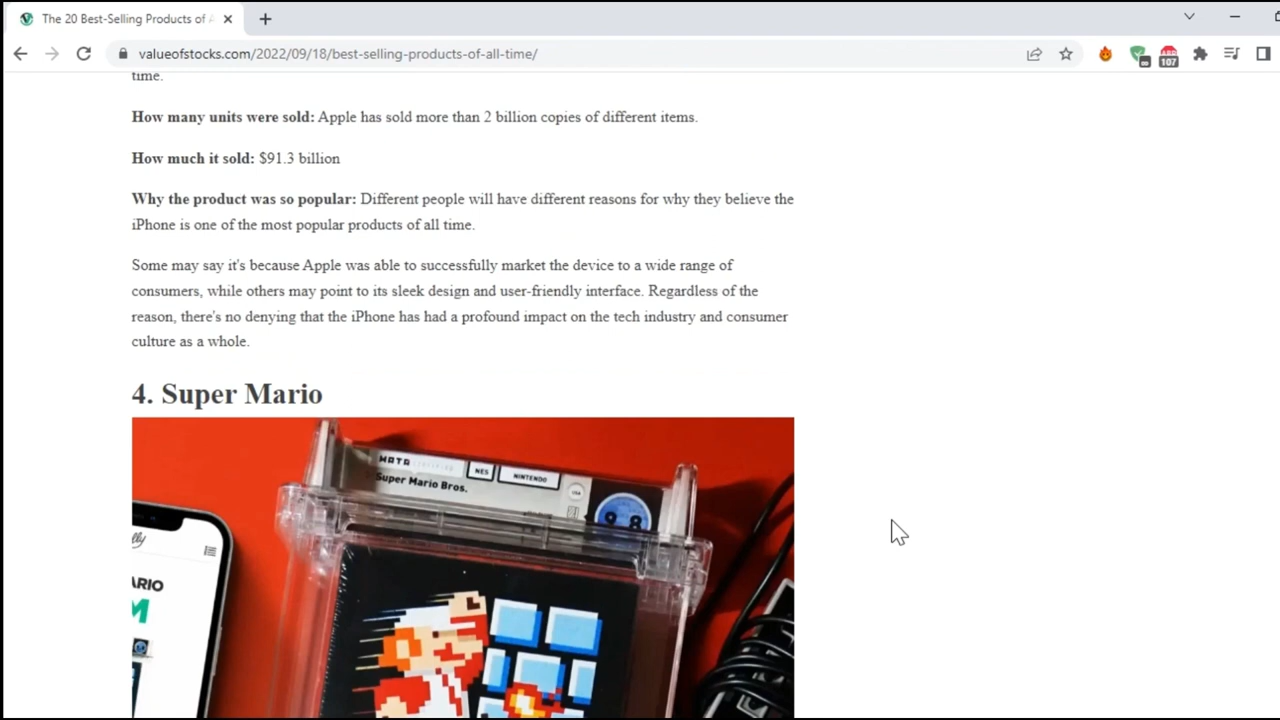 The 20 Best-Selling Products of
valueofstocks.com/2022/09/18/best-selling-products-of-all-time/
107
time.
How many units were sold: Apple has sold more than 2 billion copies of different items.
How much it sold: $91.3 billion
Why the product was so popular: Different people will have different reasons for why they believe the
iPhone is one of the most popular products of all time.
Some may say it's because Apple was able to successfully market the device to a wide range of
consumers, while others may point to its sleek design and user-friendly interface. Regardless of the
reason, there's no denying that the iPhone has had a profound impact on the tech industry and consumer
culture as a whole.
4. Super Mario
WATA NES NINTENDO
Super Mario Bros.
9.8